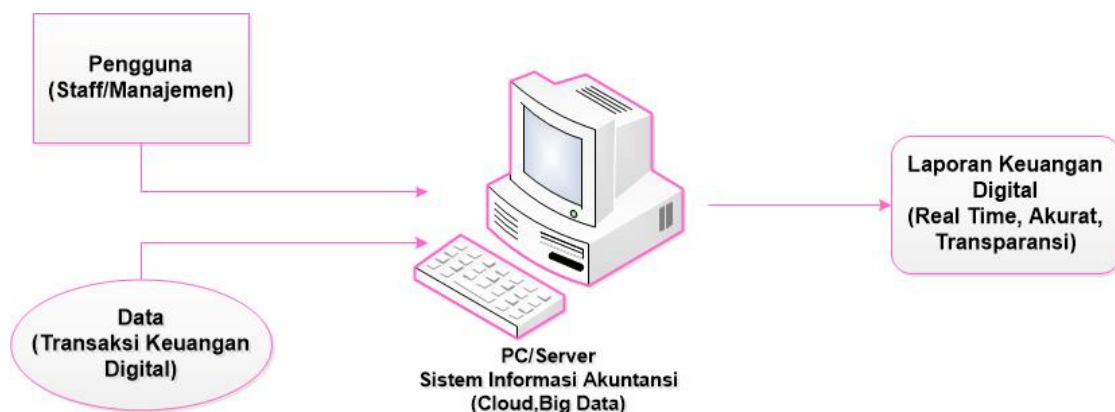 Pengguna
(Staff/Manajemen)
Data
(Transaksi Keuangan
Digital)
PC/Server
Sistem Informasi Akuntansi
(Cloud,Big Data)
Laporan Keuangan
Digital
(Real Time, Akurat,
Transparansi)